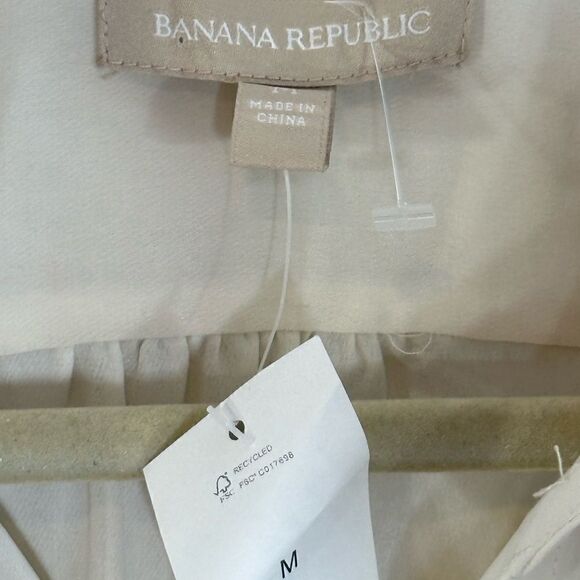 BANANA REPUBLIC
M
MADE IN
CHINA
RECYCLED
FSC® C017698
FSC
M